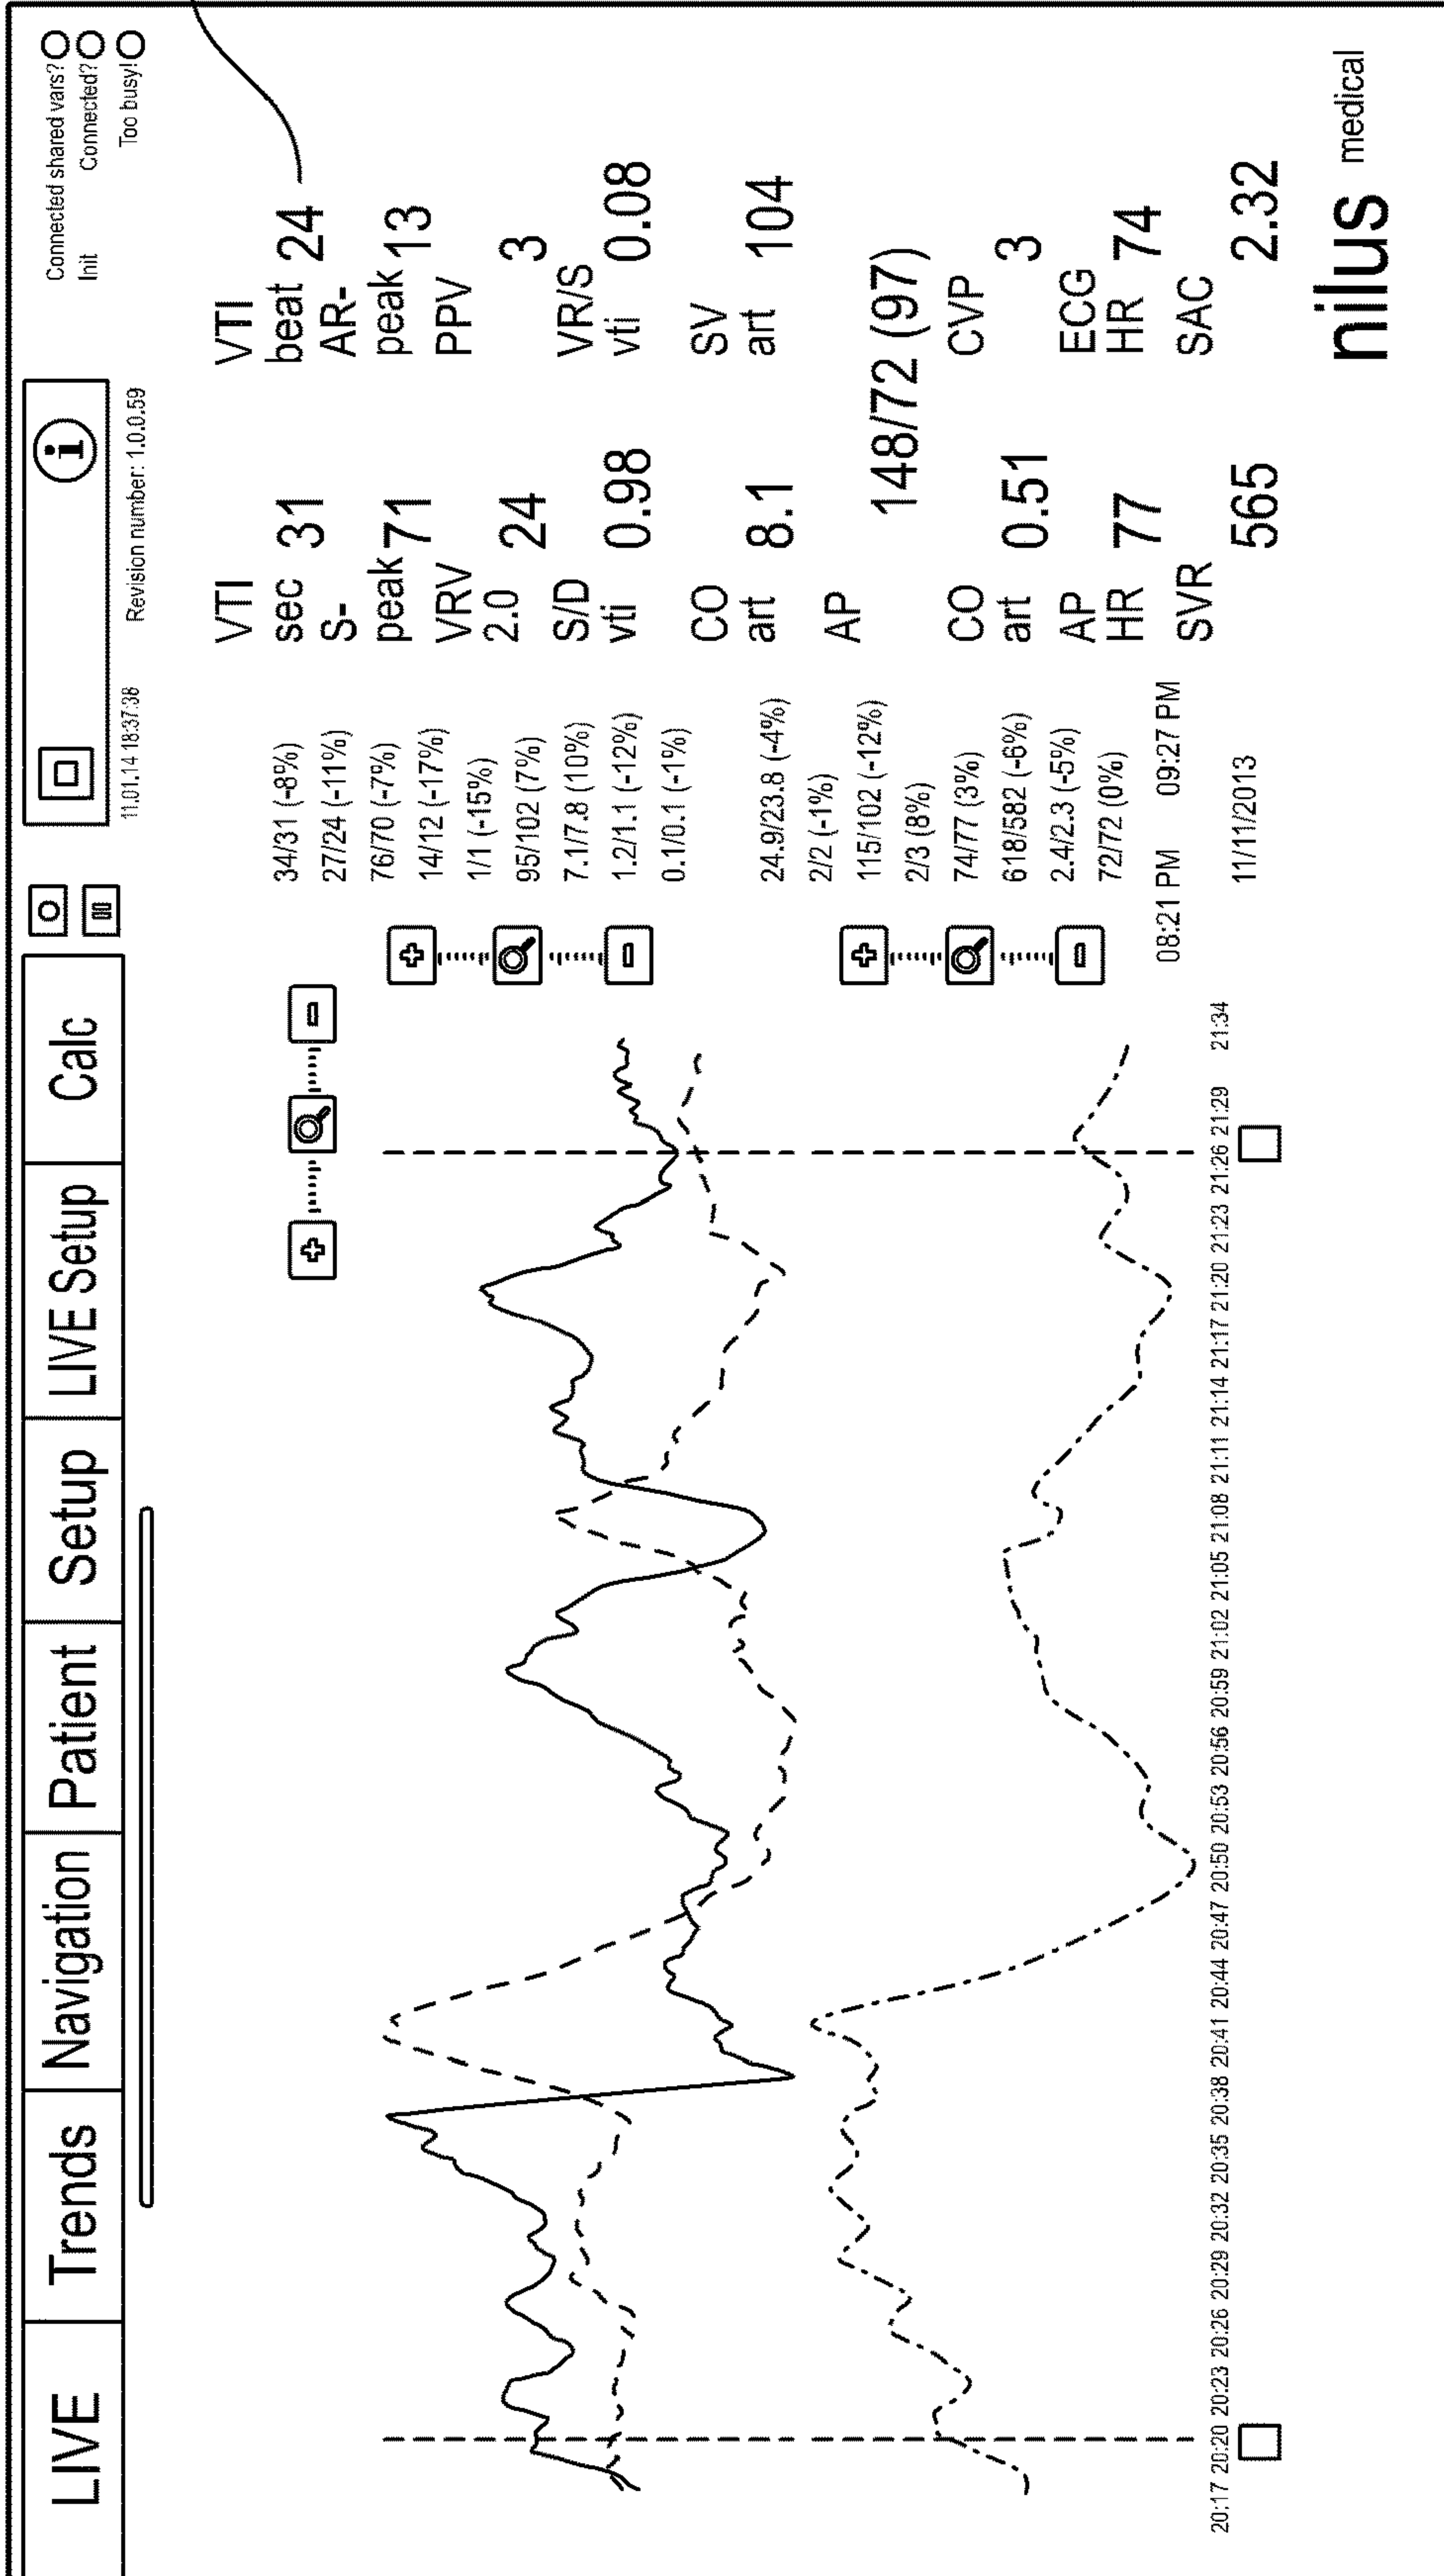 LIVE Trends Navigation Patient Setup LIVE Setup Calc
11.01.14 18:37:38 Revision number: 1.0.0.59
i
Connected shared vars?
Init Connected?
Too busy!
34/31 (-8%)
27/24 (-11%)
76/70 (-7%)
14/12 (-17%)
1/1 (-15%)
95/102 (7%)
7.1/7.8 (10%)
1.2/1.1 (-12%)
0.1/0.1 (-1%)
24.9/23.8 (-4%)
2/2 (-1%)
115/102 (-12%)
2/3 (8%)
74/77 (3%)
618/582 (-6%)
2.4/2.3 (-5%)
72/72 (0%)
08:21 PM 09:27 PM
11/11/2013
VTI VTI
sec 31 beat 24
S- AR-
peak 71 peak 13
VRV PPV
2.0 24 3
S/D VR/S
vti 0.98 vti 0.08
CO SV
art 8.1 art 104
AP
148/72 (97)
CO CVP
art 0.51 3
AP ECG
HR 77 HR 74
SVR SAC
565 2.32
20:17 20:20 20:23 20:26 20:29 20:32 20:35 20:38 20:41 20:44 20:47 20:50 20:53 20:56 20:59 21:02 21:05 21:08 21:11 21:14 21:17 21:20 21:23 21:26 21:29 21:34
nilus medical